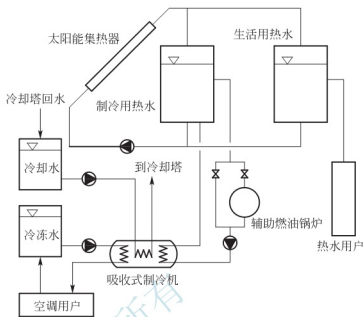 太阳能集热器
生活用热水
制冷用热水
冷却塔回水
冷却水
到冷却塔
冷冻水
辅助燃油锅炉
热水用户
吸收式制冷机
空调用户
所有